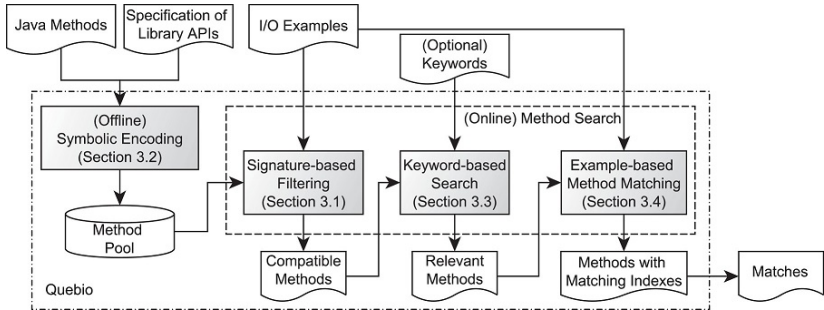 Java Methods
Specification of
Library APIs
I/O Examples
(Optional)
Keywords
(Online) Method Search
(Offline)
Symbolic Encoding
(Section 3.2)
Signature-based
Filtering
(Section 3.1)
Keyword-based
Search
(Section 3.3)
Example-based
Method Matching
(Section 3.4)
Method
Pool
Compatible
Methods
Relevant
Methods
Methods with
Matching Indexes
Matches
Quebio